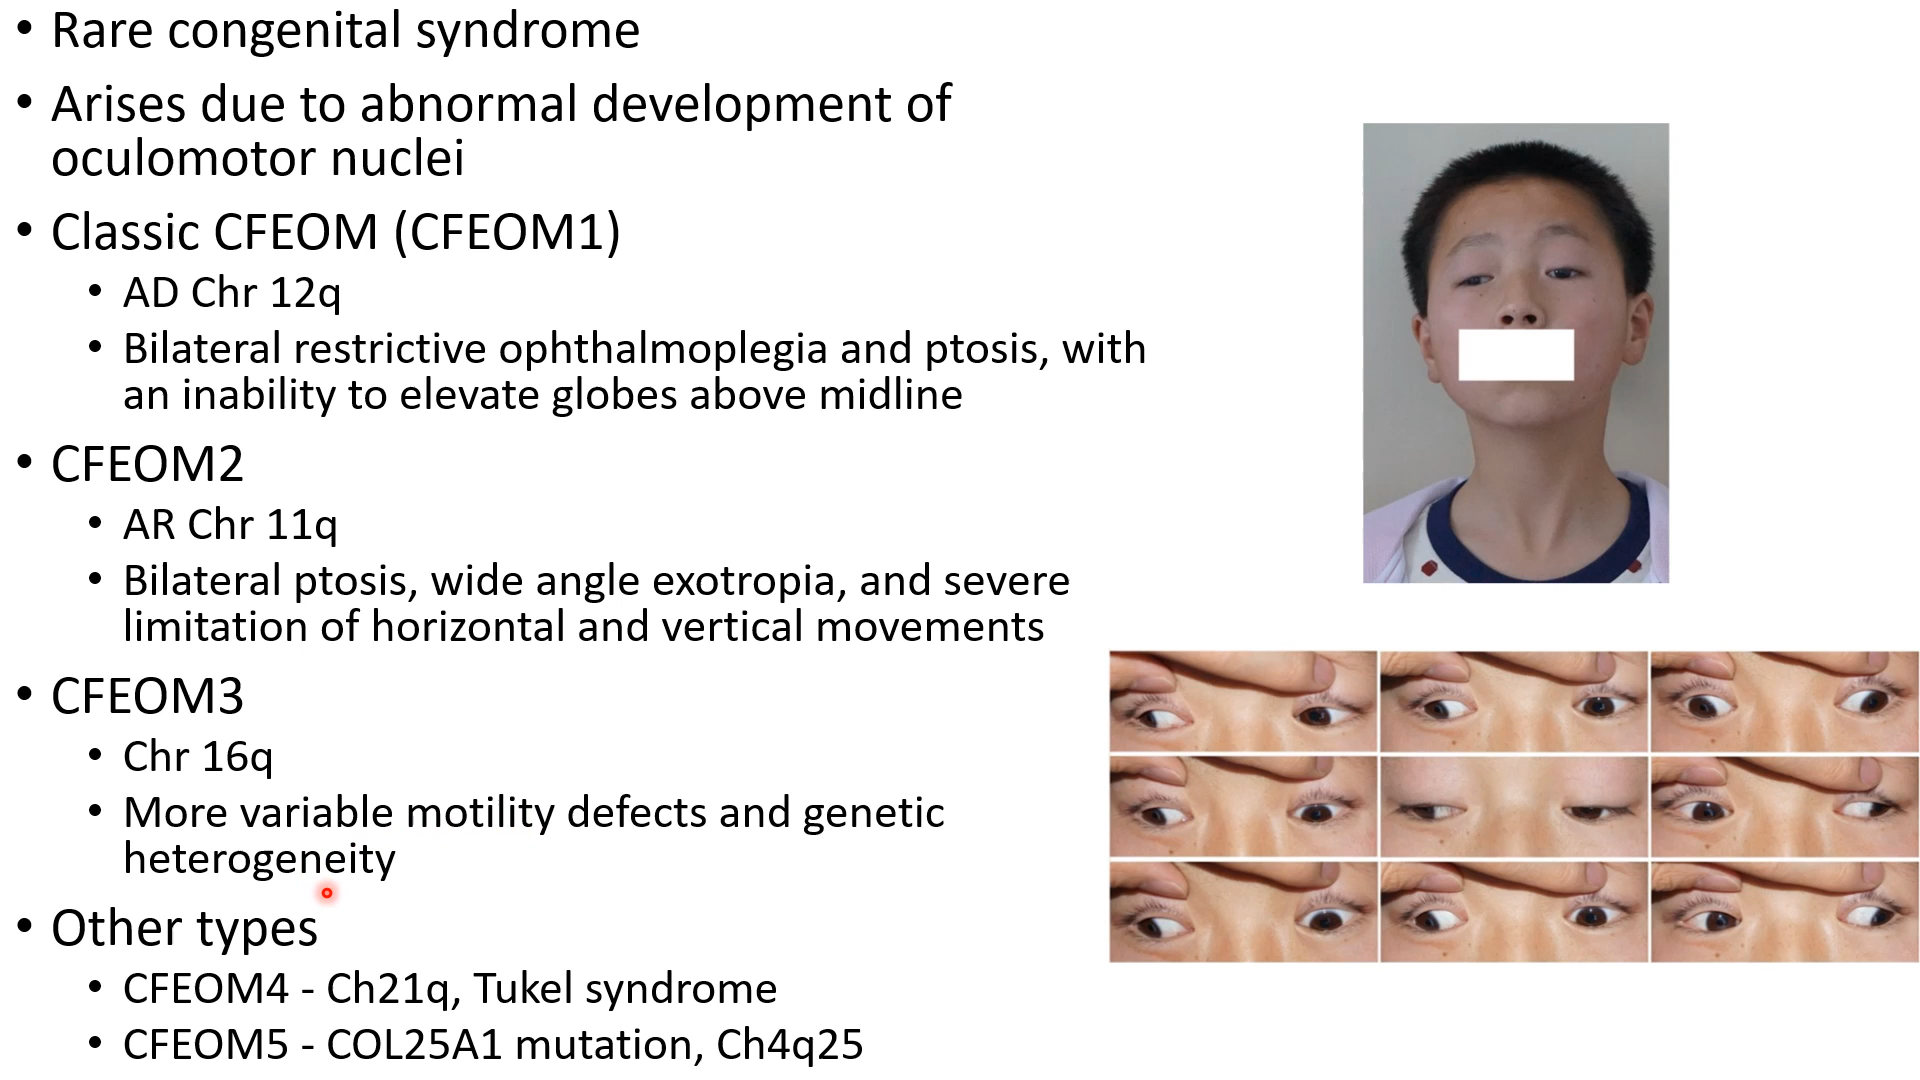 • Rare congenital syndrome
• Arises due to abnormal development of
oculomotor nuclei
• Classic CFEOM (CFEOM1)
• AD Chr 12q
• Bilateral restrictive ophthalmoplegia and ptosis, with
an inability to elevate globes above midline
• CFEOM2
• AR Chr 11q
• Bilateral ptosis, wide angle exotropia, and severe
limitation of horizontal and vertical movements
• CFEOM3
• Chr 16q
• More variable motility defects and genetic
heterogeneity
• Other types
• CFEOM4 - Ch21q, Tukel syndrome
• CFEOM5 - COL25A1 mutation, Ch4q25